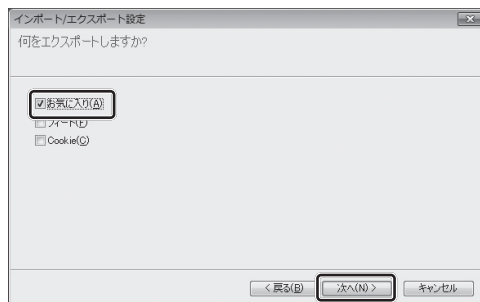 インポート/エクスポート設定
何をエクスポートしますか?
お気に入り(A)
フィード(F)
Cookie(C)
< 戻る(B) 次へ(N) > キャンセル